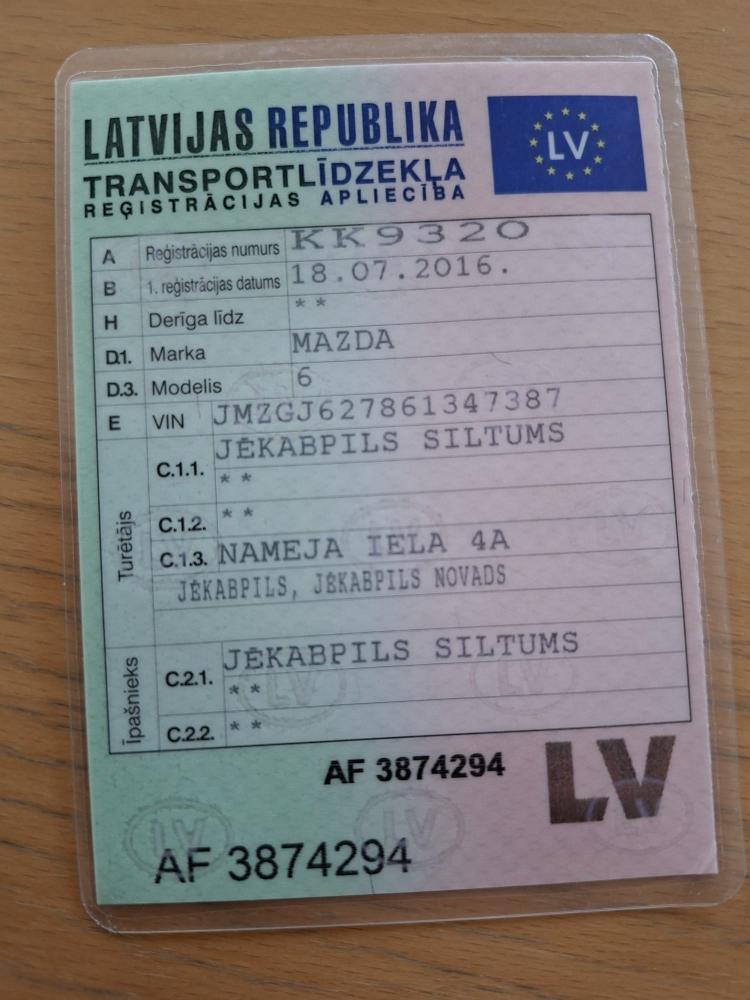 LATVIJAS REPUBLIKA
LV
TRANSPORTLĪDZEKĻA
REĢISTRĀCIJAS APLIECĪBA
A Reģistrācijas numurs KK9320
B 1. reģistrācijas datums 18.07.2016.
H Derīga līdz **
D.1. Marka MAZDA
D.3. Modelis 6
E VIN JMZGJ627861347387
Turētājs
C.1.1. JĒKABPILS SILTUMS
**
C.1.2. **
C.1.3. NAMEJA IELA 4A
JĒKABPILS, JĒKABPILS NOVADS
Īpašnieks
C.2.1. JĒKABPILS SILTUMS
**
C.2.2. **
AF 3874294
LV
AF 3874294